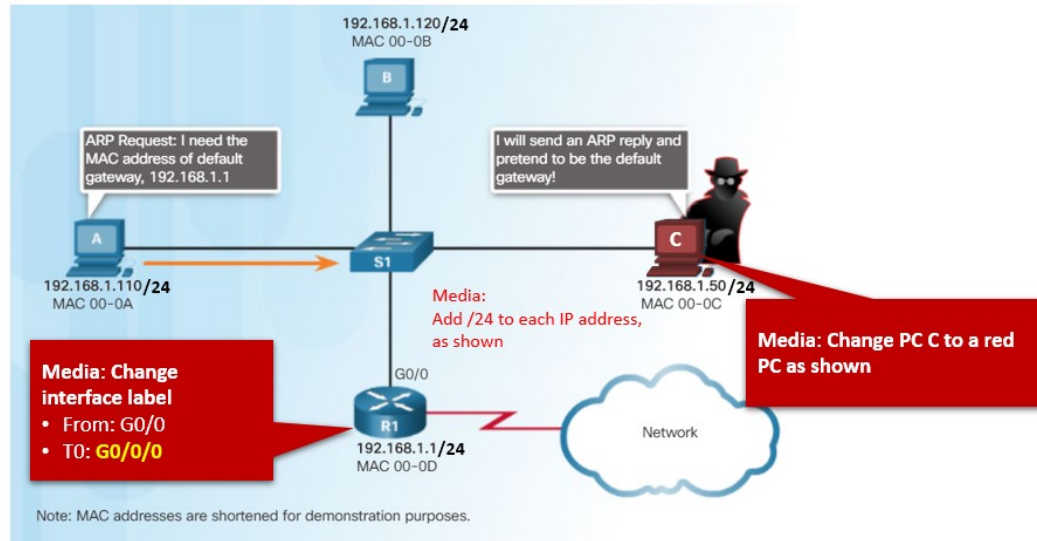 192.168.1.120/24
MAC 00-0B
B
ARP Request: I need the
MAC address of default
gateway, 192.168.1.1
I will send an ARP reply and
pretend to be the default
gateway!
A
S1
C
192.168.1.110/24
MAC 00-0A
192.168.1.50/24
MAC 00-0C
Media:
Add /24 to each IP address,
as shown
Media: Change PC C to a red
PC as shown
Media: Change
interface label
• From: G0/0
• T0: G0/0/0
G0/0
R1
192.168.1.1/24
MAC 00-0D
Network
Note: MAC addresses are shortened for demonstration purposes.